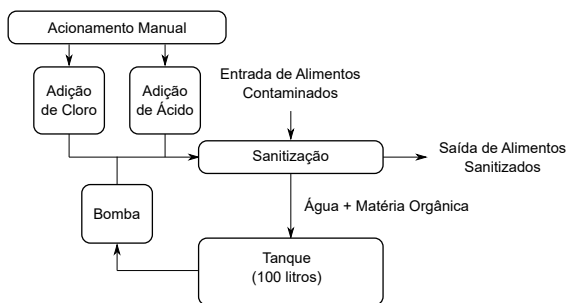 Acionamento Manual
Adição
de Cloro
Adição
de Ácido
Entrada de Alimentos
Contaminados
Sanitização
Saída de Alimentos
Sanitizados
Água + Matéria Orgânica
Bomba
Tanque
(100 litros)